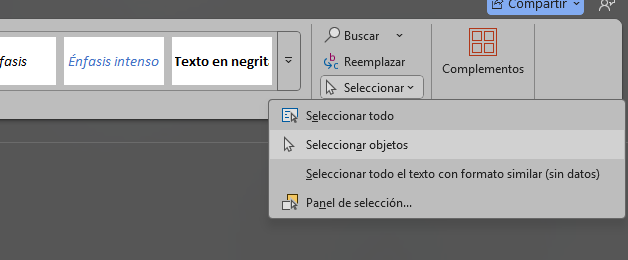 Compartir
fasis
Énfasis intenso
Texto en negrit
Buscar
Reemplazar
Seleccionar
Complementos
Seleccionar todo
Seleccionar objetos
Seleccionar todo el texto con formato similar (sin datos)
Panel de selección...